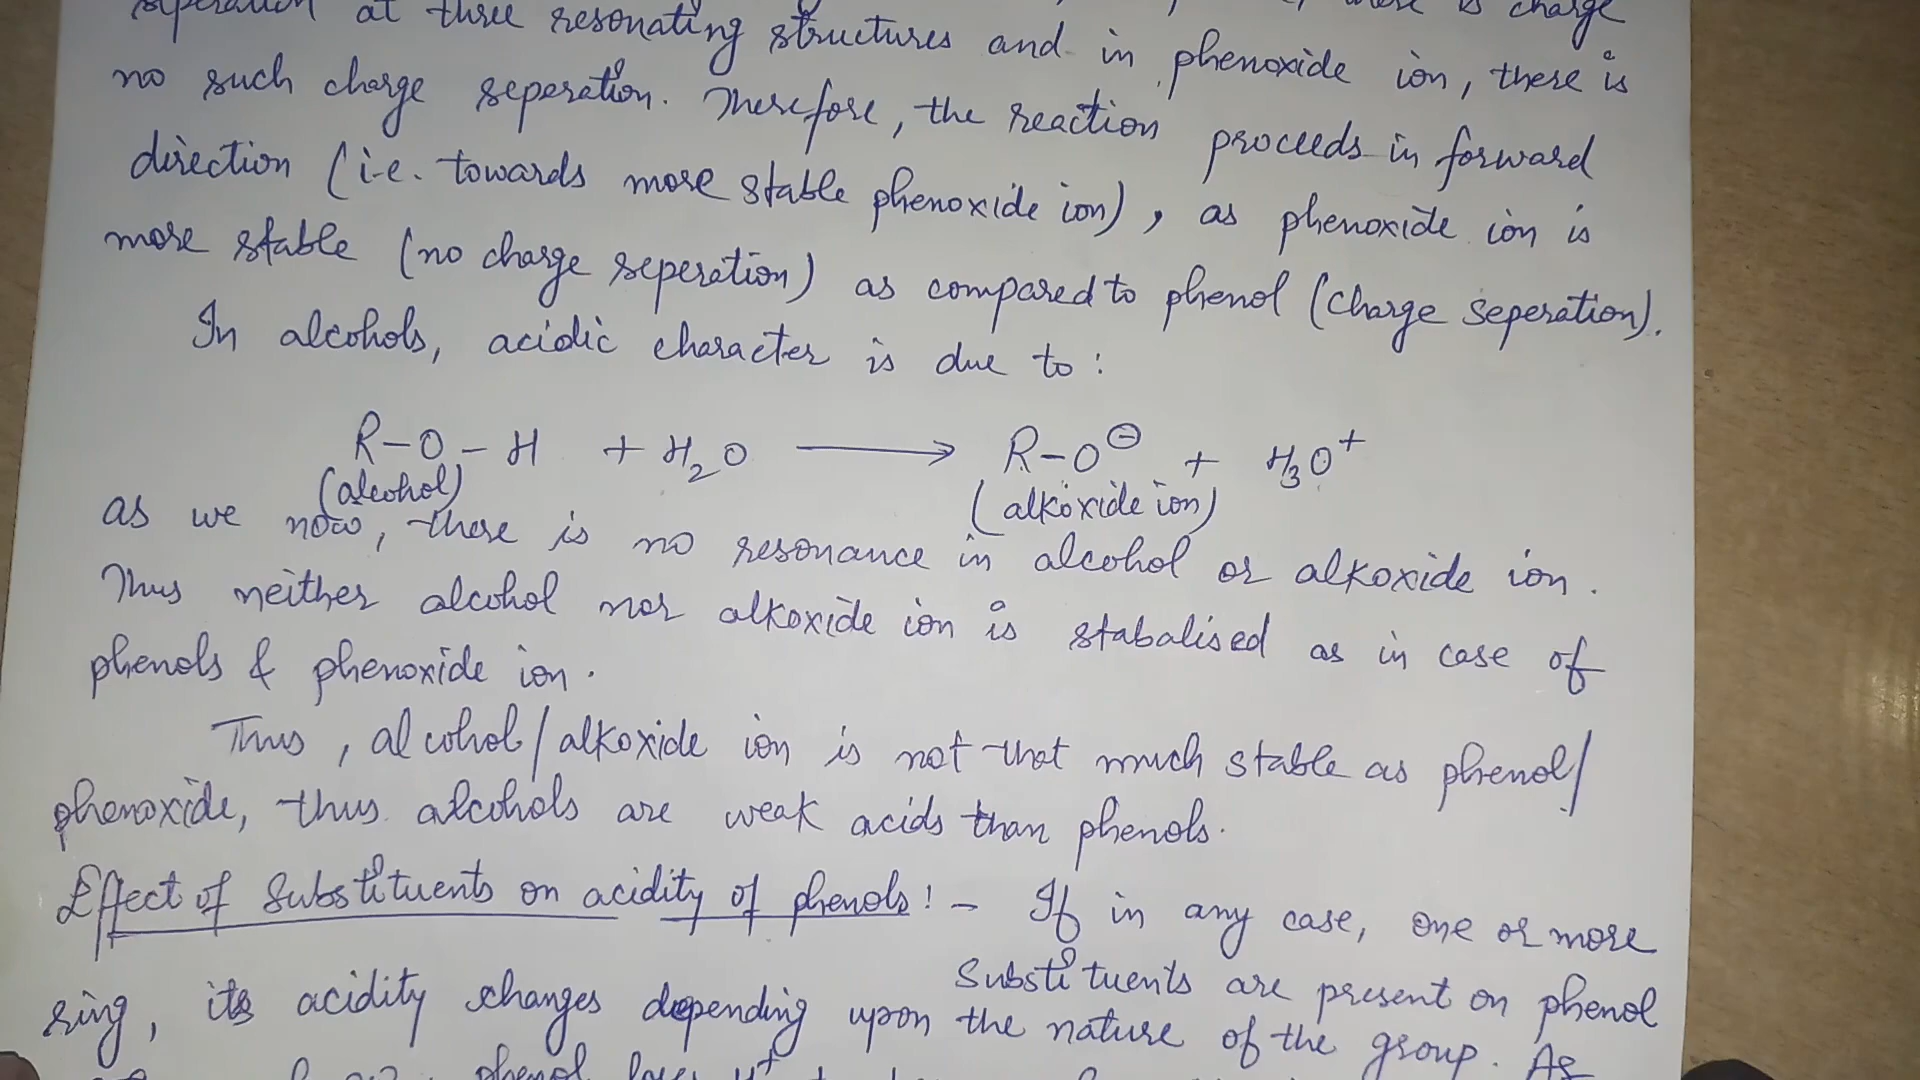 seperation at three resonating structures and in phenoxide ion, there is charge
no such charge seperation. Therefore, the reaction proceeds in forward
direction (i.e. towards more stable phenoxide ion), as phenoxide ion is
more stable (no charge seperation) as compared to phenol (Charge Seperation).
In alcohols, acidic character is due to :
R-O-H + H2O ⟶ R-O⊖ + H3O+
(alcohol) (alkoxide ion)
as we now, there is no resonance in alcohol or alkoxide ion.
Thus neither alcohol nor alkoxide ion is stabalised as in case of
phenols & phenoxide ion.
Thus, alcohol/alkoxide ion is not that much stable as phenol/
phenoxide, thus alcohols are weak acids than phenols.
Effect of Substituents on acidity of phenols! - If in any case, one or more
Substituents are present on phenol
ring, its acidity changes depending upon the nature of the group. As
phenol loses H+